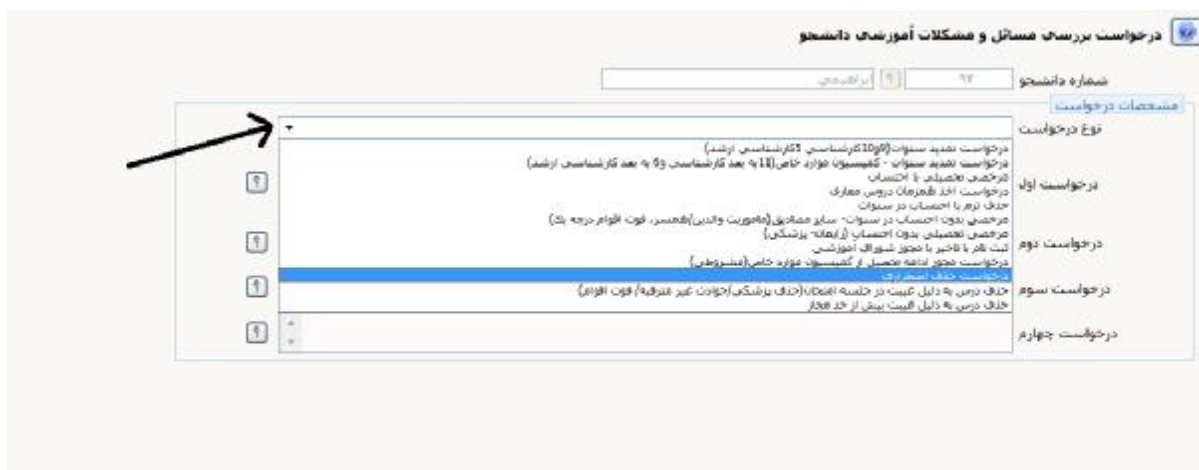 درخواست بررسی مسائل و مشکلات آموزشی دانشجو
شماره دانشجو ۹۴ ؟ ابراهیمی
مشخصات درخواست
نوع درخواست
درخواست تمدید سنوات(9و10کارشناسی 5کارشناسی ارشد)
درخواست تمدید سنوات - کمیسیون موارد خاص(11به بعد کارشناسی و6 به بعد کارشناسی ارشد)
مرخصی تحصیلی با احتساب
درخواست اول ؟
درخواست اخذ همزمان دروس معارف
حذف ترم با احتساب در سنوات
مرخصی بدون احتساب در سنوات- سایر مصادیق(ماموریت والدین/همسر، فوت اقوام درجه یک)
مرخصی تحصیلی بدون احتساب (زایمان- پزشکی)
درخواست دوم ؟
ثبت نام با تاخیر با مجوز شورای آموزشی
درخواست مجوز ادامه تحصیل از کمیسیون موارد خاص(مشروطی)
درخواست حذف اضطراری
درخواست سوم ؟
حذف درس به دلیل غیبت در جلسه امتحان(حذف پزشکی/حوادث غیر مترقبه/ فوت اقوام)
حذف درس به دلیل غیبت بیش از حد مجاز
درخواست چهارم ؟